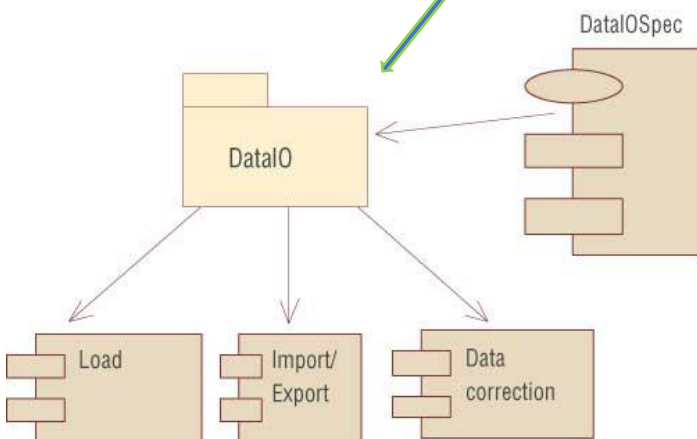 DataIOSpec
DataIO
Load
Import/
Export
Data
correction